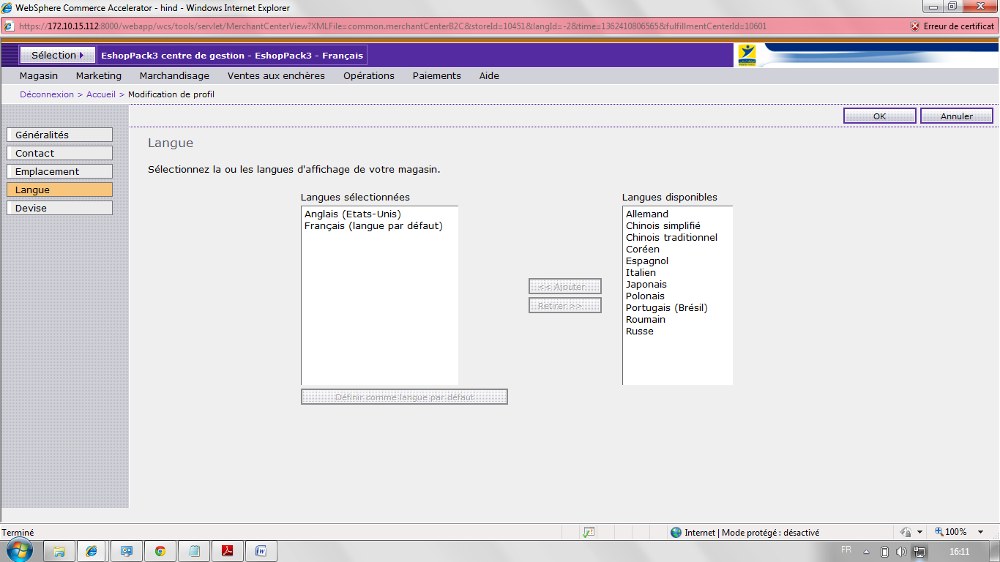 WebSphere Commerce Accelerator - hind - Windows Internet Explorer
https://172.10.15.112:8000/webapp/wcs/tools/servlet/MerchantCenterView?XMLFile=common.merchantCenterB2C&storeId=10451&langId=-2&time=1362410806565&fulfillmentCenterId=10601 Erreur de certificat
Sélection EshopPack3 centre de gestion - EshopPack3 - Français
Magasin Marketing Marchandisage Ventes aux enchères Opérations Paiements Aide
Déconnexion > Accueil > Modification de profil
OK Annuler
Généralités
Contact
Emplacement
Langue
Devise
Langue
Sélectionnez la ou les langues d'affichage de votre magasin.
Langues sélectionnées
Anglais (Etats-Unis)
Français (langue par défaut)
<< Ajouter
Retirer >>
Définir comme langue par défaut
Langues disponibles
Allemand
Chinois simplifié
Chinois traditionnel
Coréen
Espagnol
Italien
Japonais
Polonais
Portugais (Brésil)
Roumain
Russe
Terminé Internet | Mode protégé : désactivé 100%
FR 16:11